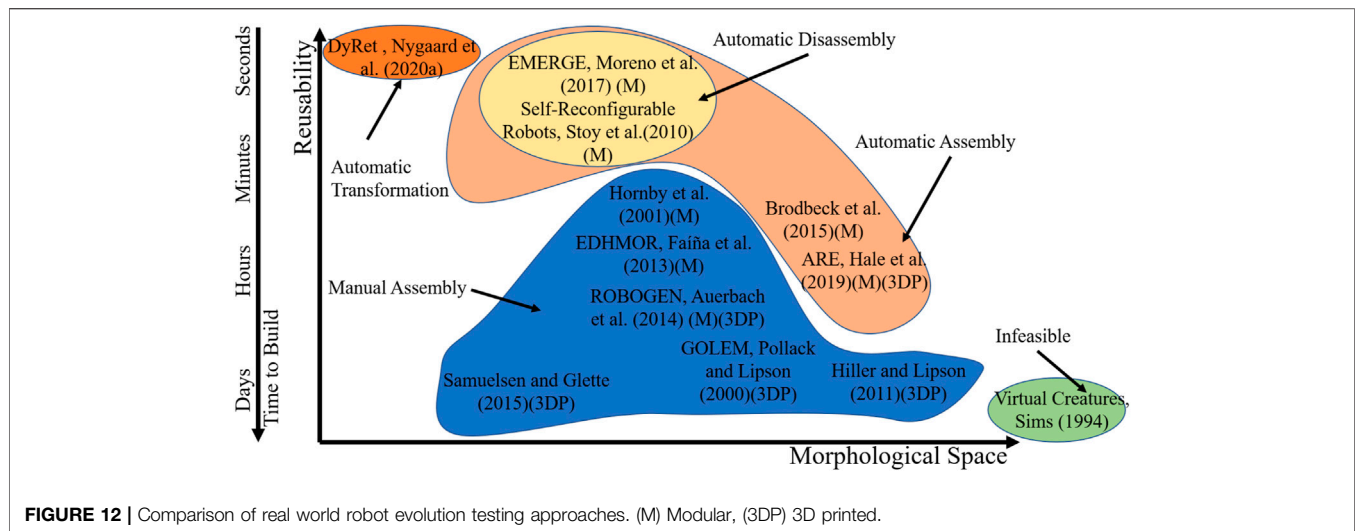 Seconds
Minutes
Hours
Days
Time to Build
Reusability
DyRet , Nygaard et
al. (2020a)
Automatic
Transformation
EMERGE, Moreno et al.
(2017) (M)
Self-Reconfigurable
Robots, Stoy et al.(2010)
(M)
Automatic Disassembly
Automatic Assembly
Hornby et al.
(2001)(M)
EDHMOR, Faíña et al.
(2013)(M)
Brodbeck et al.
(2015)(M)
ARE, Hale et al.
(2019)(M)(3DP)
Manual Assembly
ROBOGEN, Auerbach
et al. (2014) (M)(3DP)
GOLEM, Pollack
and Lipson
(2000)(3DP)
Samuelsen and Glette
(2015)(3DP)
Hiller and Lipson
(2011)(3DP)
Infeasible
Virtual Creatures,
Sims (1994)
Morphological Space
FIGURE 12 | Comparison of real world robot evolution testing approaches. (M) Modular, (3DP) 3D printed.